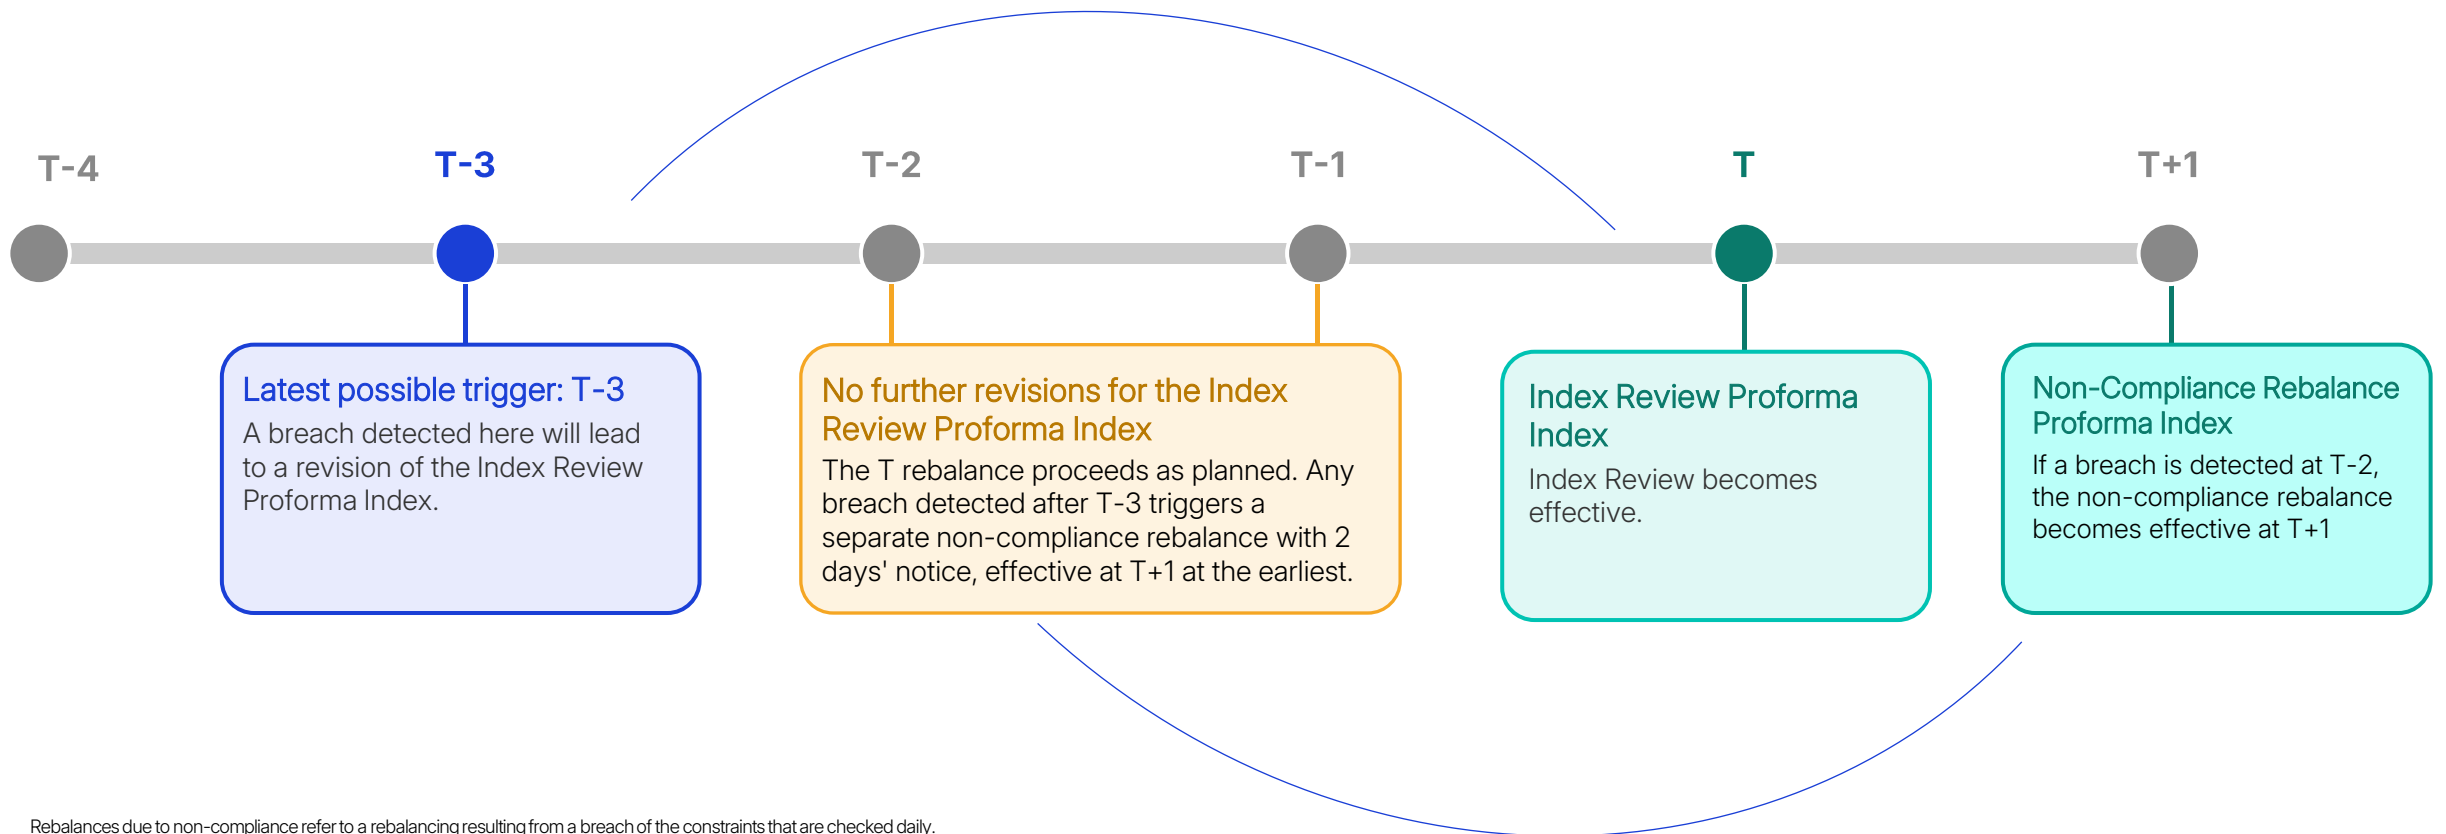 T-4
T-3
T-2
T-1
T
T+1
Latest possible trigger: T-3
A breach detected here will lead
to a revision of the Index Review
Proforma Index.
No further revisions for the Index
Review Proforma Index
The T rebalance proceeds as planned. Any
breach detected after T-3 triggers a
separate non-compliance rebalance with 2
days' notice, effective at T+1 at the earliest.
Index Review Proforma
Index
Index Review becomes
effective.
Non-Compliance Rebalance
Proforma Index
If a breach is detected at T-2,
the non-compliance rebalance
becomes effective at T+1
Rebalances due to non-compliance refer to a rebalancing resulting from a breach of the constraints that are checked daily.